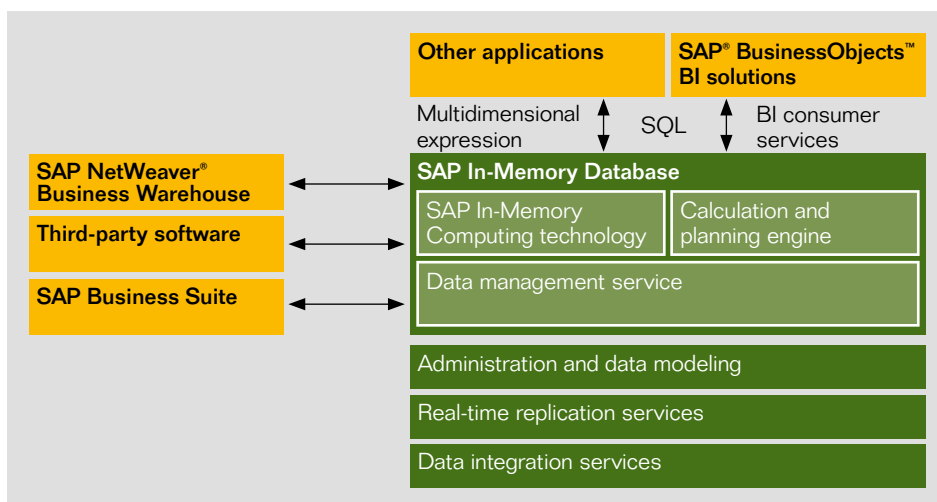 Other applications
SAP® BusinessObjects™
BI solutions
Multidimensional
expression
SQL
BI consumer
services
SAP NetWeaver®
Business Warehouse
Third-party software
SAP Business Suite
SAP In-Memory Database
SAP In-Memory
Computing technology
Calculation and
planning engine
Data management service
Administration and data modeling
Real-time replication services
Data integration services